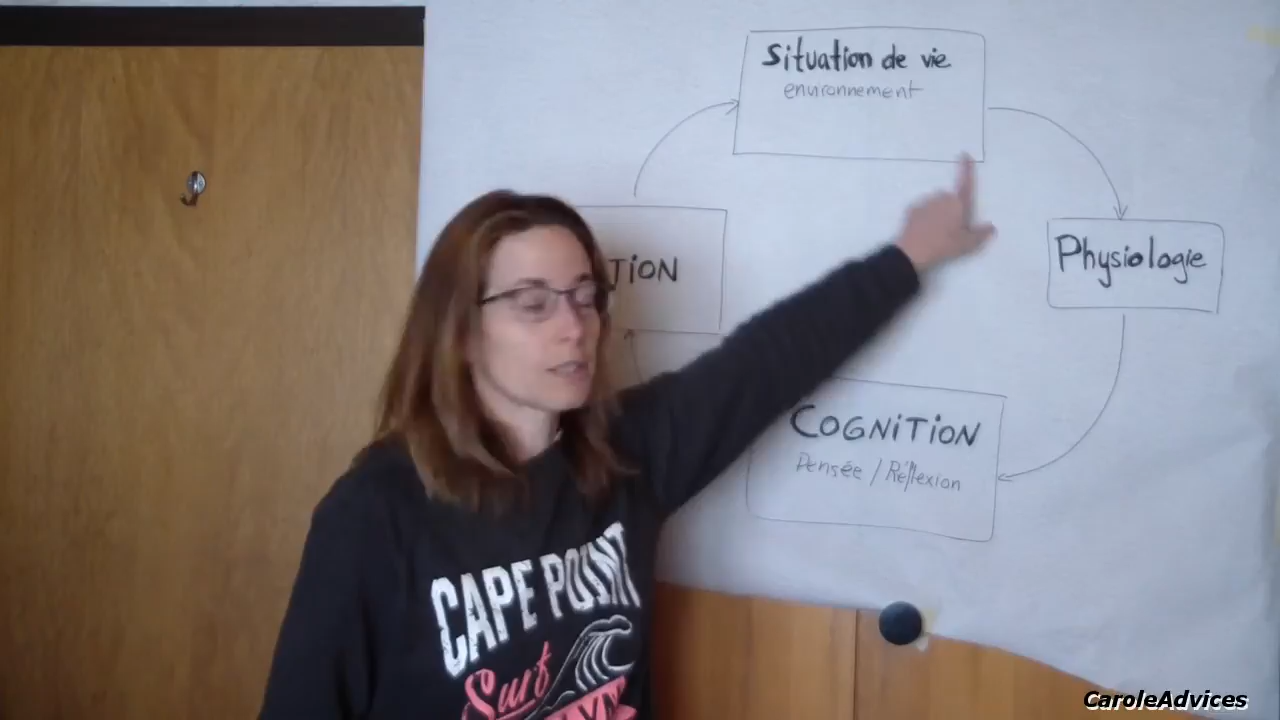 Situation de vie
environnement
TION
Physiologie
COGNITION
Pensée / Réflexion
CAPE POINT
Surf
CaroleAdvices